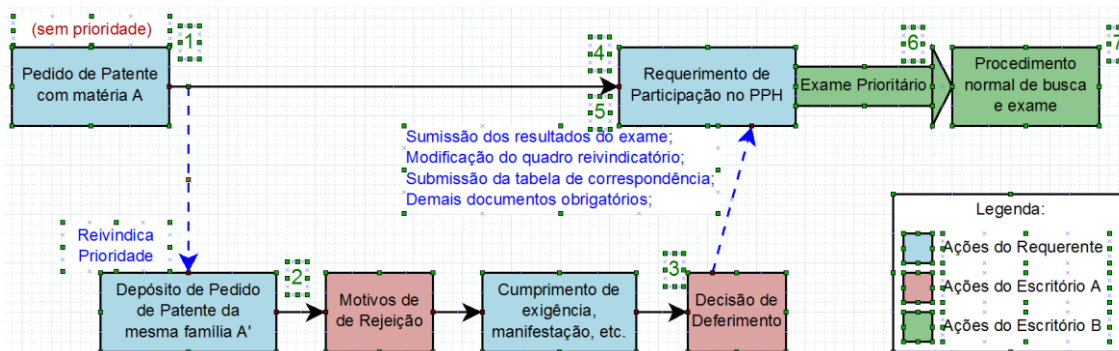 (sem prioridade)
1
Pedido de Patente
com matéria A
4
5
Requerimento de
Participação no PPH
Exame Prioritário
6
Procedimento
normal de busca
e exame
7
Sumissão dos resultados do exame;
Modificação do quadro reivindicatório;
Submissão da tabela de correspondência;
Demais documentos obrigatórios;
Reivindica
Prioridade
Depósito de Pedido
de Patente da
mesma família A'
2
Motivos de
de Rejeição
Cumprimento de
exigência,
manifestação, etc.
3
Decisão de
Deferimento
Legenda:
Ações do Requerente
Ações do Escritório A
Ações do Escritório B